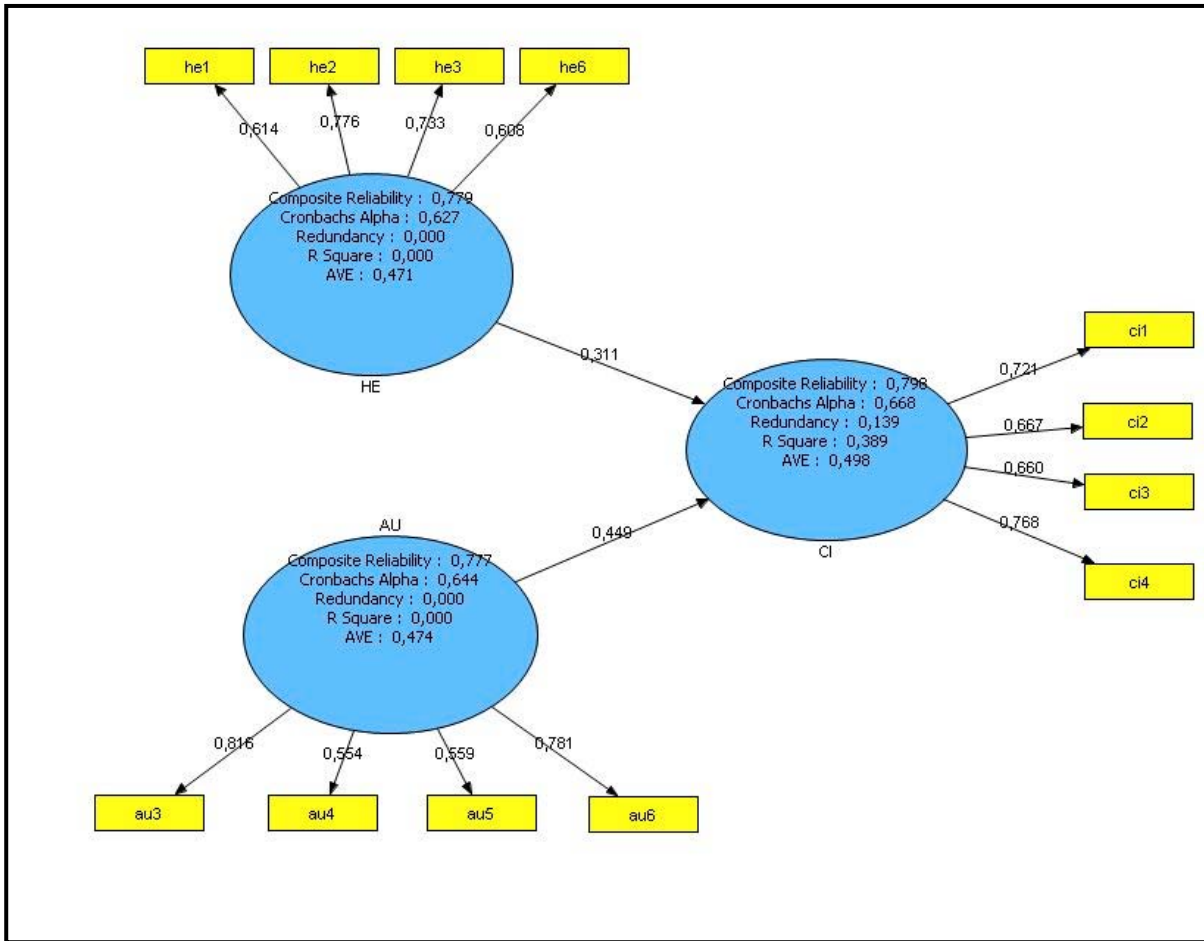 he1
he2
he3
he6
0,614
0,776
0,733
0,608
Composite Reliability : 0,779
Cronbachs Alpha : 0,627
Redundancy : 0,000
R Square : 0,000
AVE : 0,471
HE
0,311
Composite Reliability : 0,798
Cronbachs Alpha : 0,668
Redundancy : 0,139
R Square : 0,389
AVE : 0,498
CI
0,721
ci1
0,667
ci2
0,660
ci3
0,768
ci4
AU
0,449
Composite Reliability : 0,777
Cronbachs Alpha : 0,644
Redundancy : 0,000
R Square : 0,000
AVE : 0,474
0,816
0,554
0,559
0,781
au3
au4
au5
au6